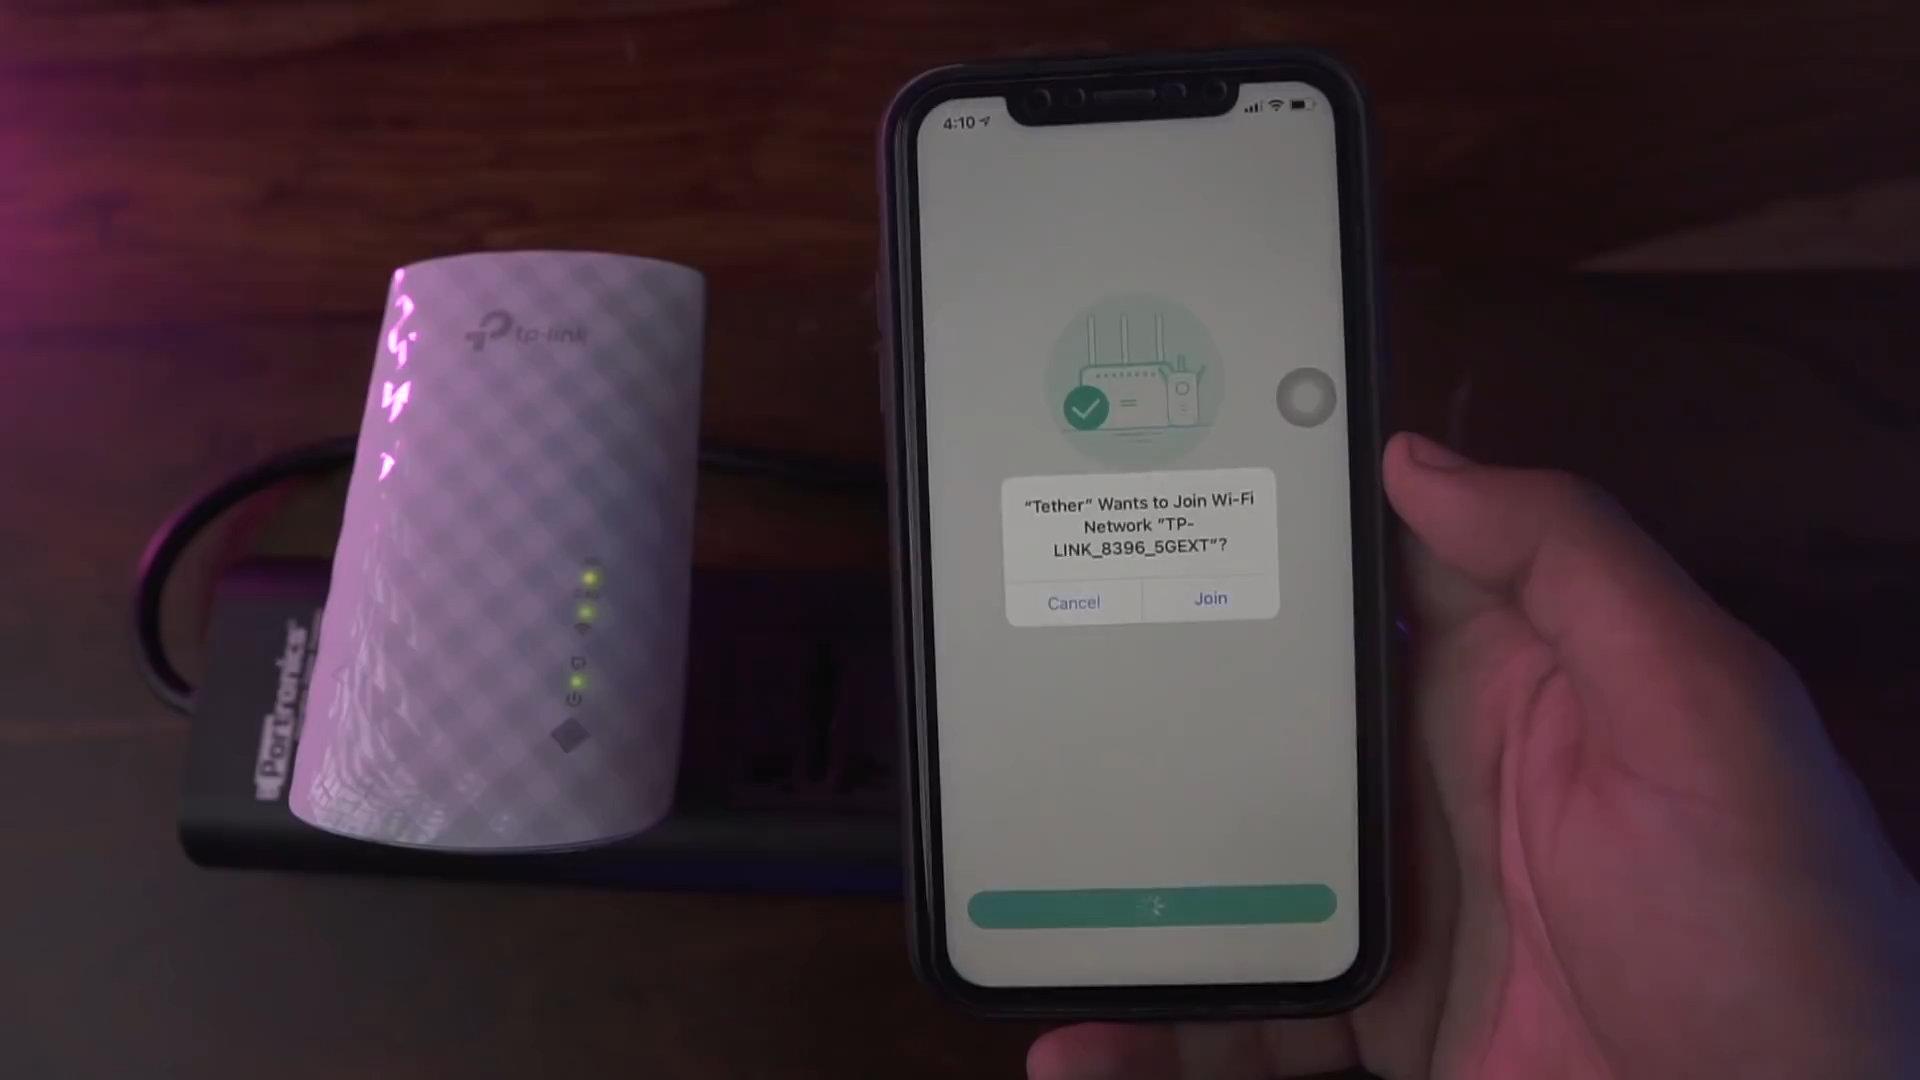 4:10
tp-link
"Tether" Wants to Join Wi-Fi
Network "TP-
LINK_8396_5GEXT"?
Cancel
Join
Portronics